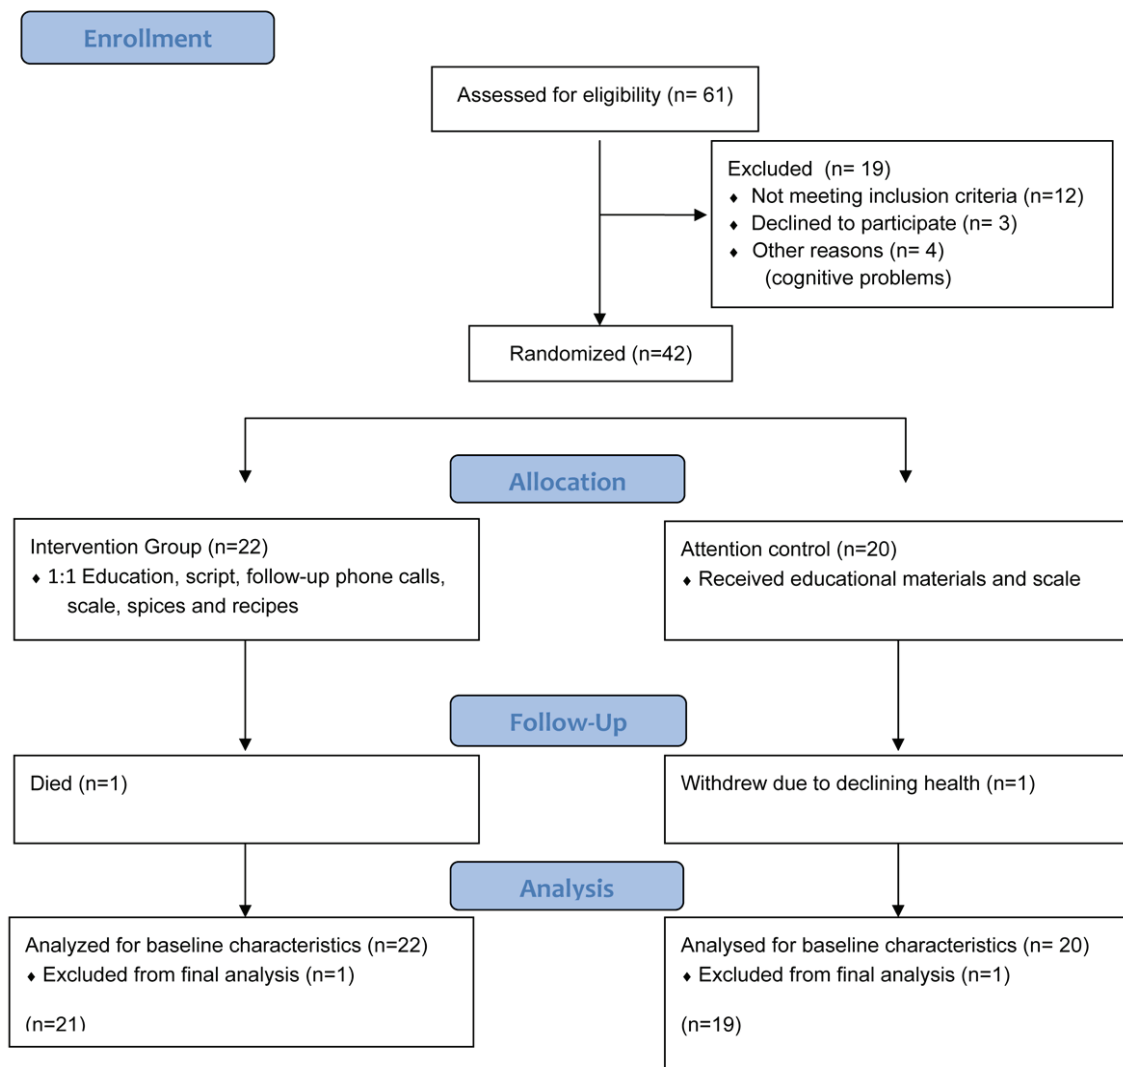 Enrollment
Assessed for eligibility (n= 61)
Excluded (n= 19)
♦ Not meeting inclusion criteria (n=12)
♦ Declined to participate (n= 3)
♦ Other reasons (n= 4)
(cognitive problems)
Randomized (n=42)
Allocation
Intervention Group (n=22)
♦ 1:1 Education, script, follow-up phone calls,
scale, spices and recipes
Attention control (n=20)
♦ Received educational materials and scale
Follow-Up
Died (n=1)
Withdrew due to declining health (n=1)
Analysis
Analyzed for baseline characteristics (n=22)
♦ Excluded from final analysis (n=1)
(n=21)
Analysed for baseline characteristics (n= 20)
♦ Excluded from final analysis (n=1)
(n=19)